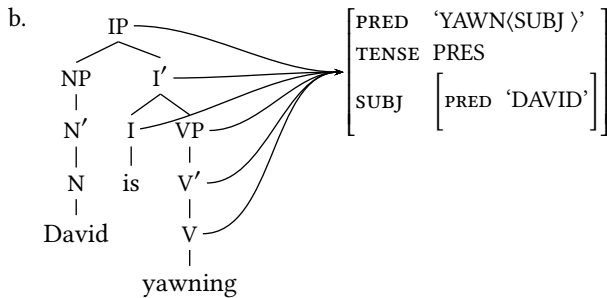 b.
IP
NP I′
N′ I VP
N is V′
David V
yawning
PRED ‘YAWN⟨SUBJ ⟩’
TENSE PRES
SUBJ [PRED ‘DAVID’]